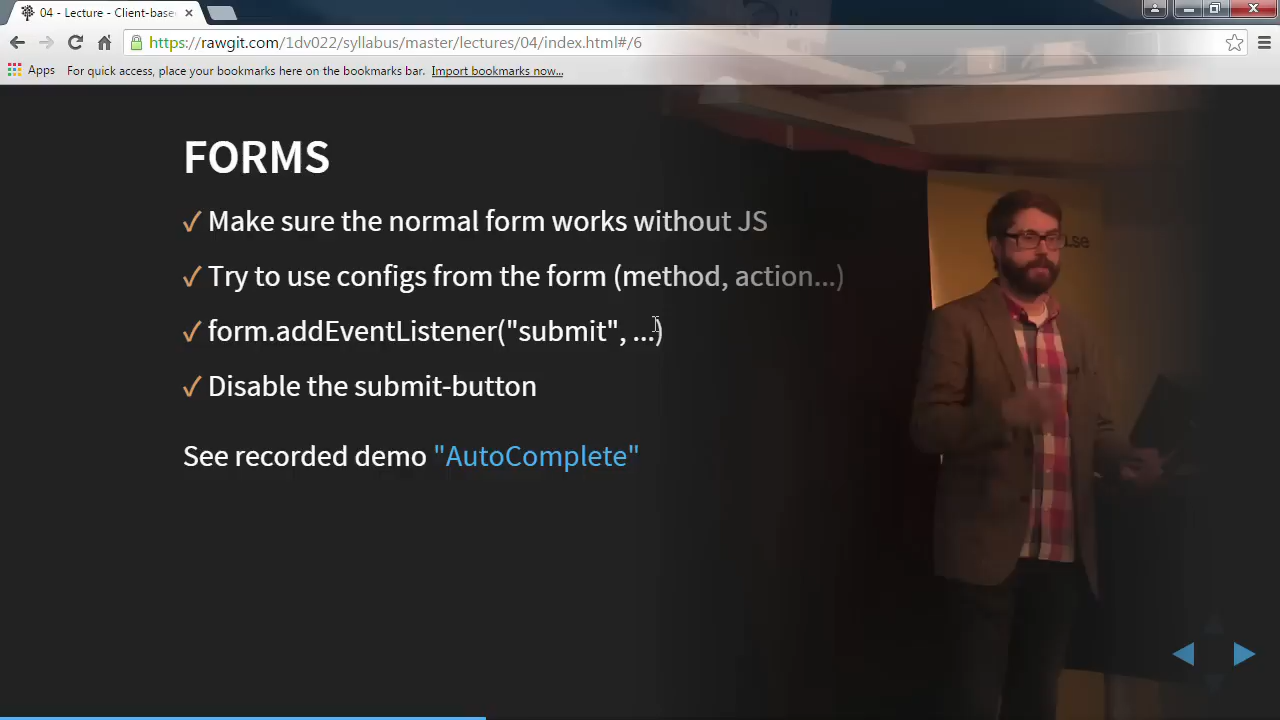 04 - Lecture - Client-base
https://rawgit.com/1dv022/syllabus/master/lectures/04/index.html#/6
Apps For quick access, place your bookmarks here on the bookmarks bar. Import bookmarks now...
FORMS
✓ Make sure the normal form works without JS
✓ Try to use configs from the form (method, action...)
✓ form.addEventListener("submit", ...)
✓ Disable the submit-button
See recorded demo "AutoComplete"